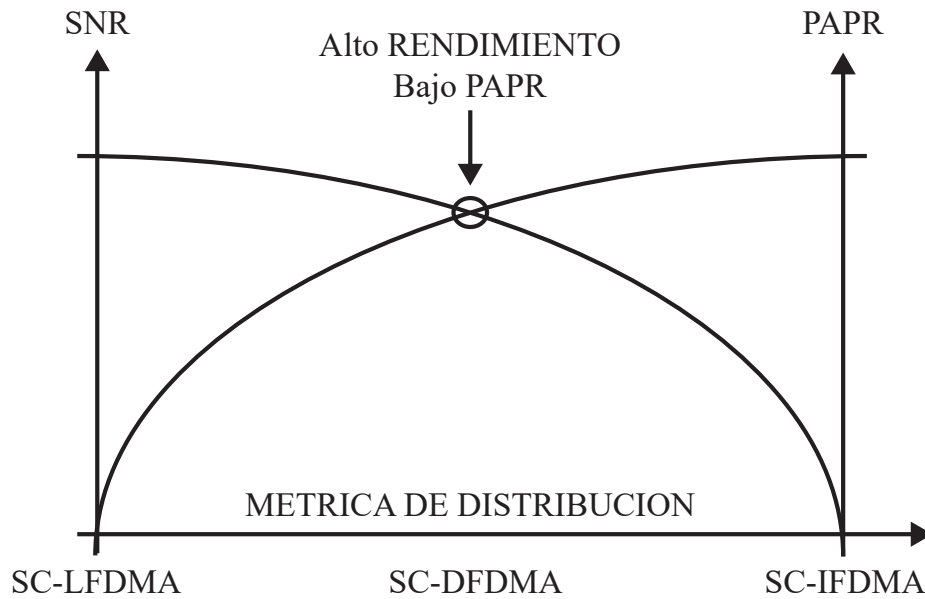 SNR
PAPR
Alto RENDIMIENTO
Bajo PAPR
METRICA DE DISTRIBUCION
SC-LFDMA
SC-DFDMA
SC-IFDMA